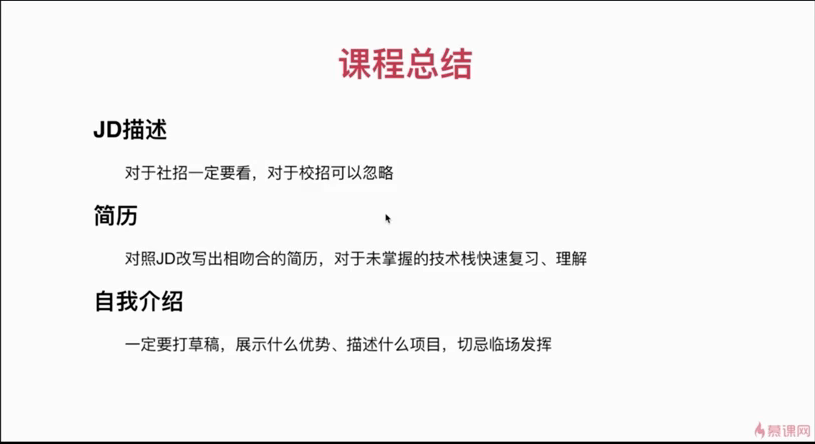 课程总结
JD描述
对于社招一定要看，对于校招可以忽略
简历
对照JD改写出相吻合的简历，对于未掌握的技术栈快速复习、理解
自我介绍
一定要打草稿，展示什么优势、描述什么项目，切忌临场发挥
慕课网